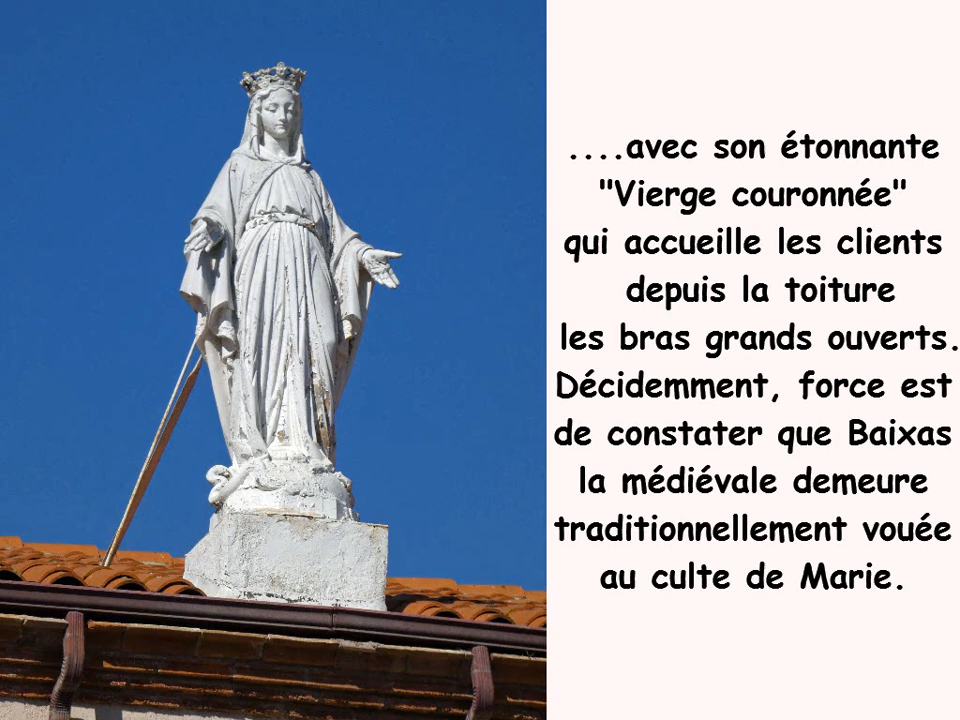 ....avec son étonnante
"Vierge couronnée"
qui accueille les clients
depuis la toiture
les bras grands ouverts.
Décidemment, force est
de constater que Baixas
la médiévale demeure
traditionnellement vouée
au culte de Marie.